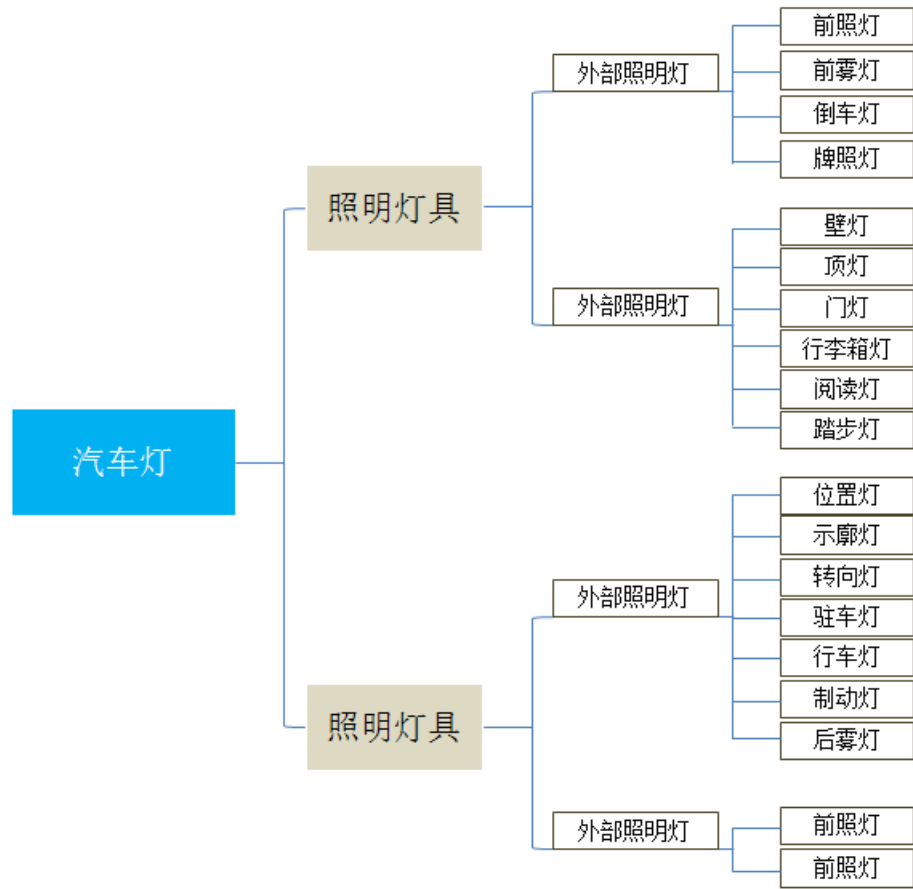 汽车灯
照明灯具
外部照明灯
前照灯
前雾灯
倒车灯
牌照灯
外部照明灯
壁灯
顶灯
门灯
行李箱灯
阅读灯
踏步灯
照明灯具
外部照明灯
位置灯
示廓灯
转向灯
驻车灯
行车灯
制动灯
后雾灯
外部照明灯
前照灯
前照灯